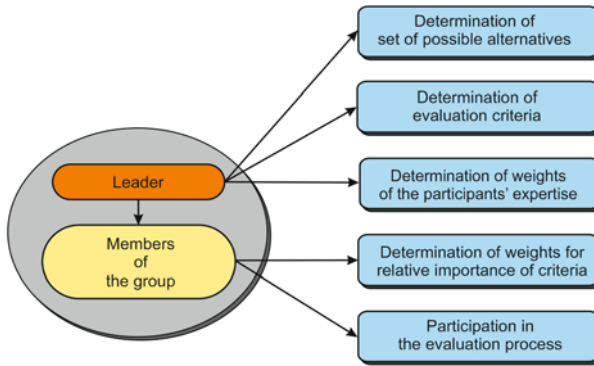 Determination of
set of possible alternatives
Determination of
evaluation criteria
Leader
Determination of weights
of the participants' expertise
Members
of
the group
Determination of weights for
relative importance of criteria
Participation in
the evaluation process